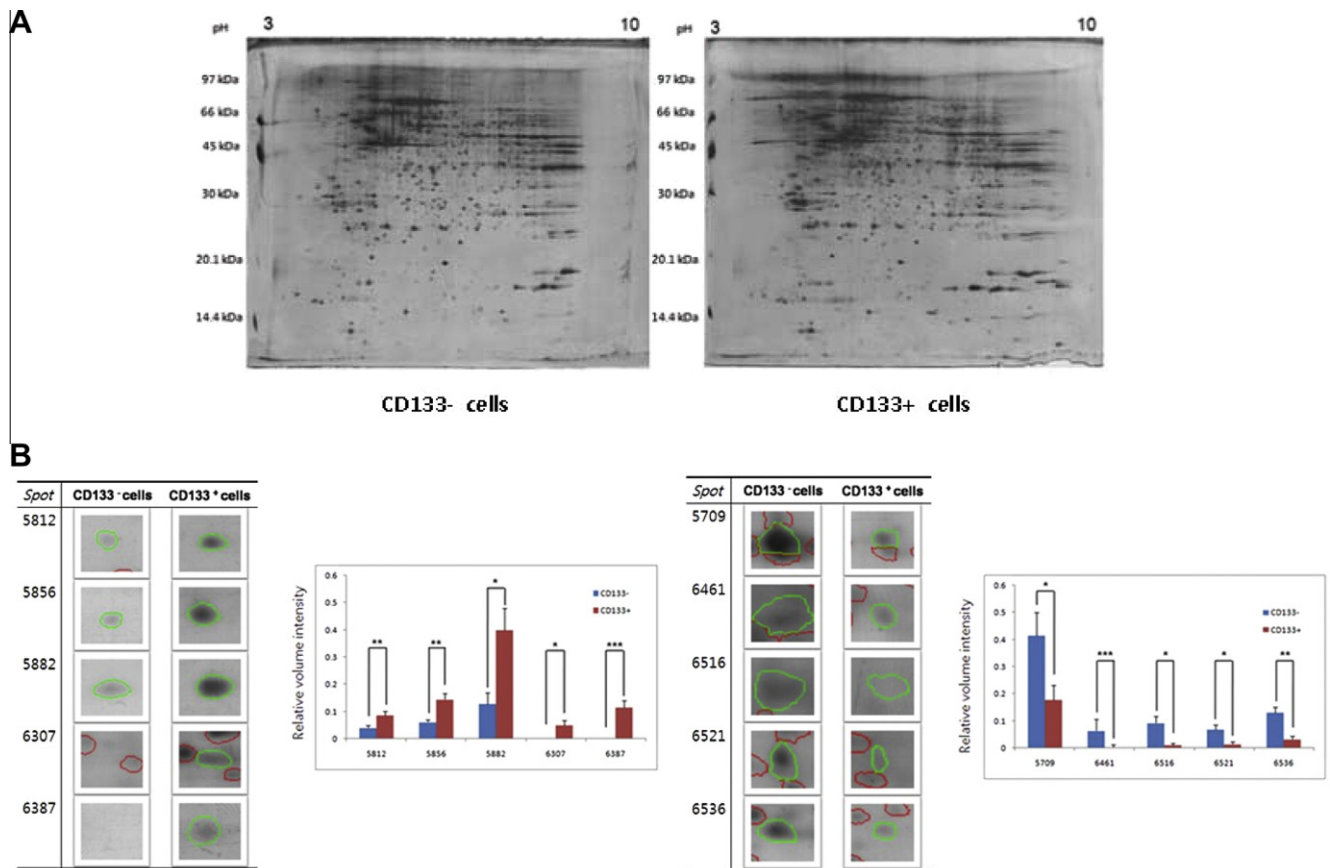 A
pH 3 10
97 kDa
66 kDa
45 kDa
30 kDa
20.1 kDa
14.4 kDa
CD133- cells
pH 3 10
97 kDa
66 kDa
45 kDa
30 kDa
20.1 kDa
14.4 kDa
CD133+ cells
B
Spot CD133 - cells CD133 + cells
5812
5856
5882
6307
6387
Relative volume intensity
0.6
0.5
0.4
0.3
0.2
0.1
0
CD133-
CD133+
** ** * * ***
5812 5856 5882 6307 6387
Spot CD133 - cells CD133 + cells
5709
6461
6516
6521
6536
Relative volume intensity
0.6
0.5
0.4
0.3
0.2
0.1
0
CD133-
CD133+
* *** * * **
5709 6461 6516 6521 6536